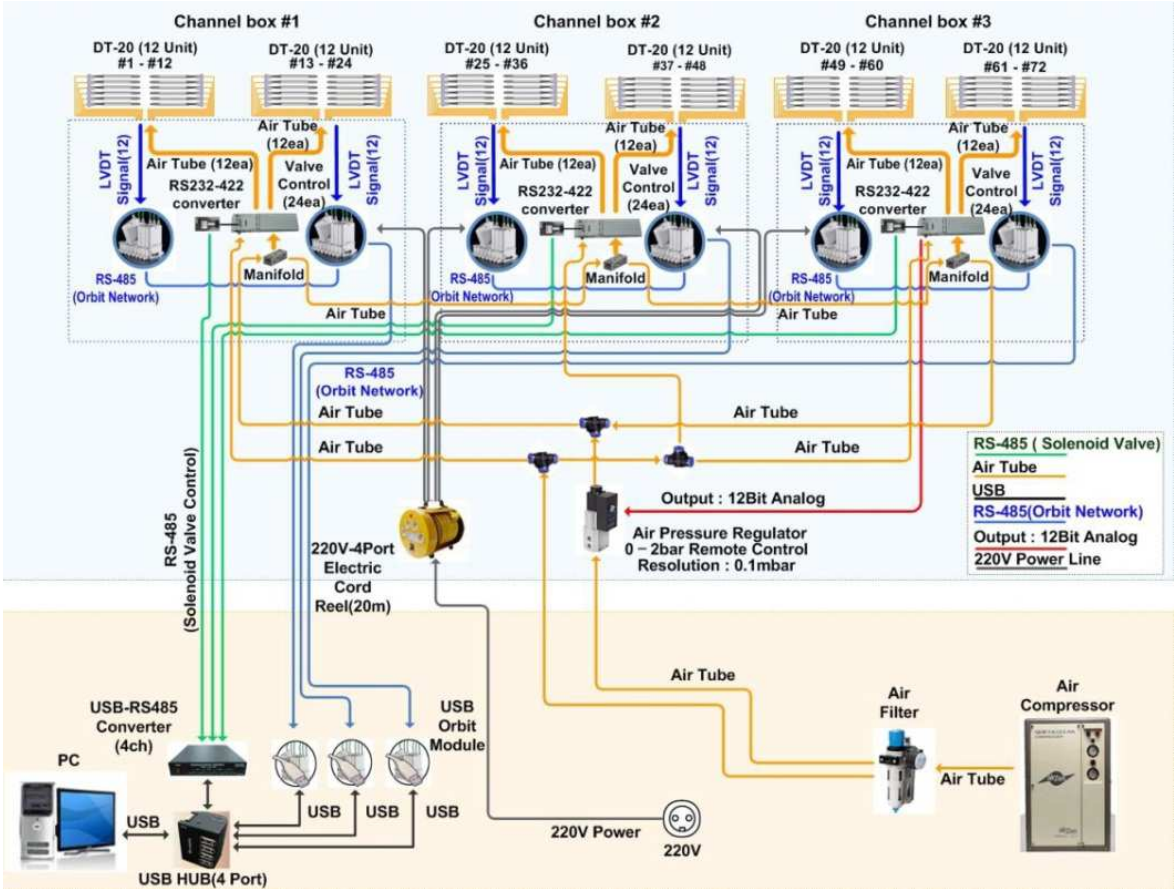 Channel box #1
Channel box #2
Channel box #3
DT-20 (12 Unit)
#1 - #12
DT-20 (12 Unit)
#13 - #24
DT-20 (12 Unit)
#25 - #36
DT-20 (12 Unit)
#37 - #48
DT-20 (12 Unit)
#49 - #60
DT-20 (12 Unit)
#61 - #72
LVDT
Signal(12)
Air Tube
(12ea)
Air Tube (12ea)
RS232-422
converter
Valve
Control
(24ea)
LVDT
Signal(12)
LVDT
Signal(12)
Air Tube
(12ea)
Air Tube (12ea)
RS232-422
converter
Valve
Control
(24ea)
LVDT
Signal(12)
LVDT
Signal(12)
Air Tube
(12ea)
Air Tube (12ea)
RS232-422
converter
Valve
Control
(24ea)
LVDT
Signal(12)
RS-485
(Orbit Network)
Manifold
RS-485
(Orbit Network)
Manifold
RS-485
(Orbit Network)
Manifold
Air Tube
Air Tube
RS-485
(Orbit Network)
Air Tube
Air Tube
Air Tube
Air Tube
RS-485 ( Solenoid Valve)
Air Tube
USB
RS-485(Orbit Network)
Output : 12Bit Analog
220V Power Line
Output : 12Bit Analog
Air Pressure Regulator
0 – 2bar Remote Control
Resolution : 0.1mbar
220V-4Port
Electric
Cord
Reel(20m)
RS-485
(Solenoid Valve Control)
Air Tube
Air
Filter
Air
Compressor
Air Tube
USB-RS485
Converter
(4ch)
USB
Orbit
Module
PC
USB
USB
USB
USB
USB HUB(4 Port)
220V Power
220V